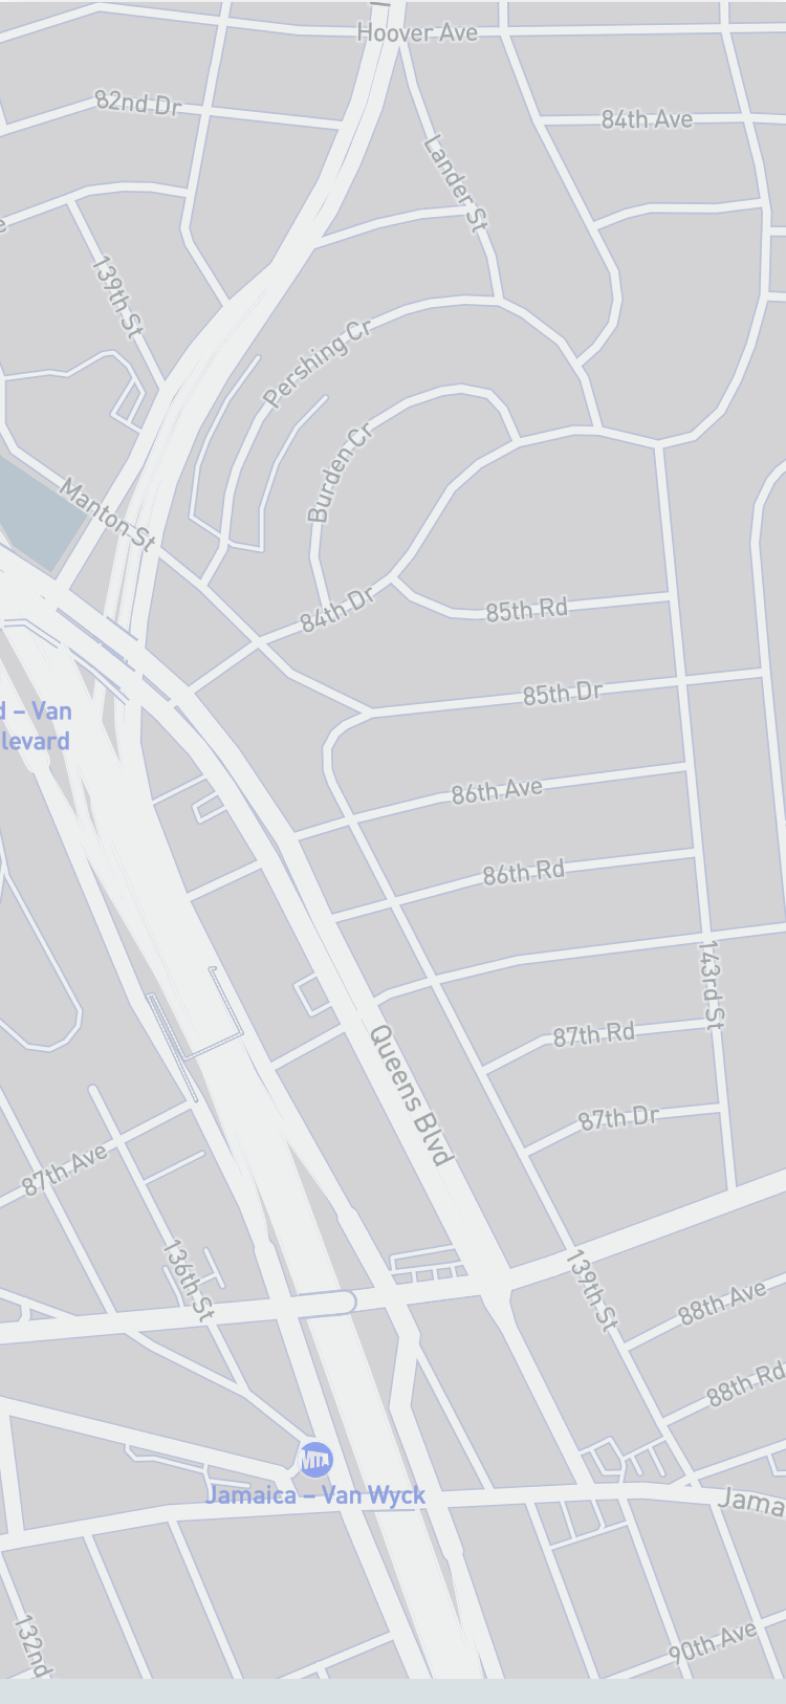 Hoover Ave
82nd Dr
84th Ave
Lander St
139th St
Pershing Cr
Burden Cr
Manton St
84th Dr
85th Rd
85th Dr
d – Van
levard
86th Ave
86th Rd
143rd St
87th Rd
Queens Blvd
87th Dr
87th Ave
136th St
139th St
88th Ave
88th Rd
MTA
Jamaica – Van Wyck
Jama
132nd
90th Ave